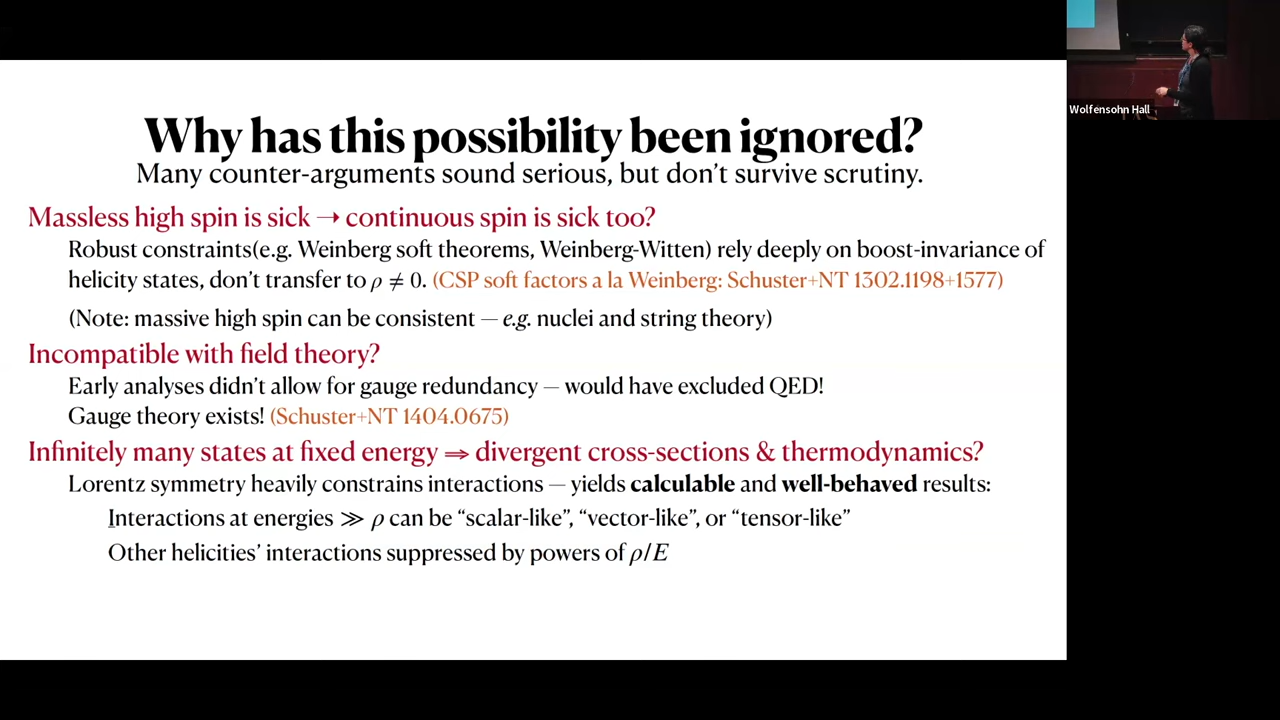 Why has this possibility been ignored?
Many counter-arguments sound serious, but don't survive scrutiny.
Massless high spin is sick → continuous spin is sick too?
Robust constraints(e.g. Weinberg soft theorems, Weinberg-Witten) rely deeply on boost-invariance of
helicity states, don't transfer to ρ ≠ 0. (CSP soft factors a la Weinberg: Schuster+NT 1302.1198+1577)
(Note: massive high spin can be consistent — e.g. nuclei and string theory)
Incompatible with field theory?
Early analyses didn't allow for gauge redundancy — would have excluded QED!
Gauge theory exists! (Schuster+NT 1404.0675)
Infinitely many states at fixed energy ⇒ divergent cross-sections & thermodynamics?
Lorentz symmetry heavily constrains interactions — yields calculable and well-behaved results:
Interactions at energies ≫ ρ can be “scalar-like”, “vector-like”, or “tensor-like”
Other helicities' interactions suppressed by powers of ρ/E
Wolfensohn Hall